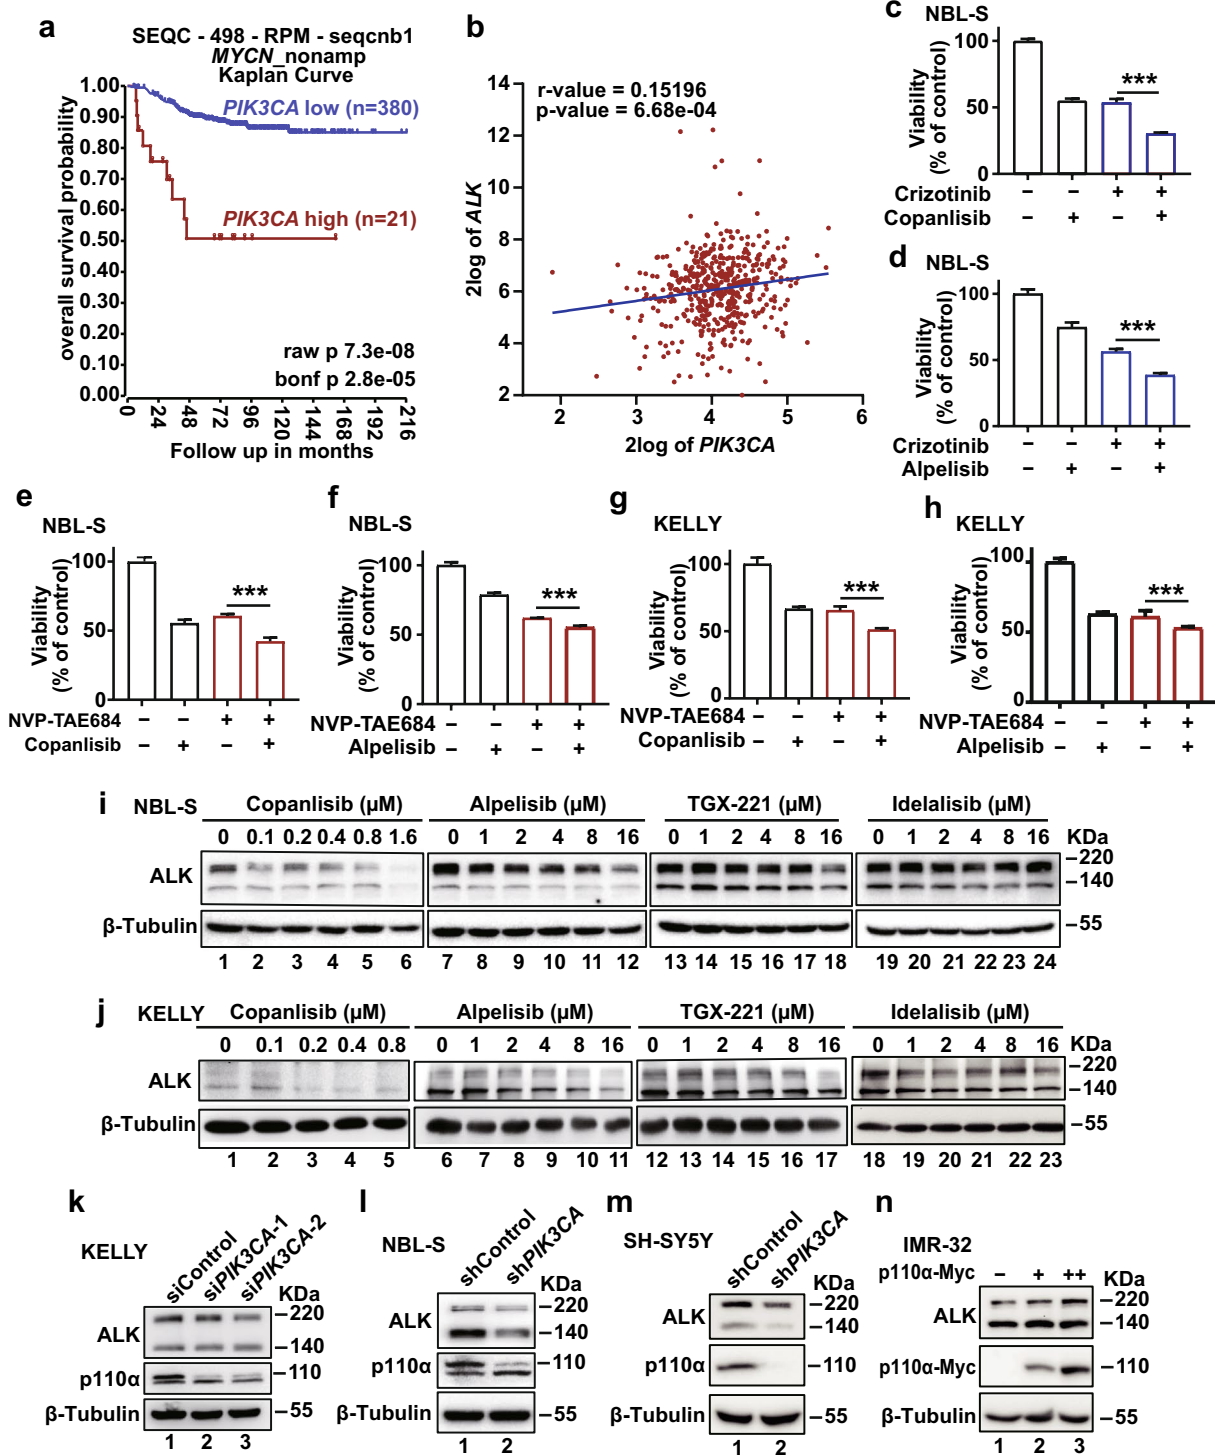 a
SEQC - 498 - RPM - seqcnb1
MYCN_nonamp
Kaplan Curve
overall survival probability
1.00
0.90
0.80
0.70
0.60
0.50
0.40
0.30
0.20
0.10
0.00
PIK3CA low (n=380)
PIK3CA high (n=21)
raw p 7.3e-08
bonf p 2.8e-05
0 24 48 72 96 120 144 168 192 216
Follow up in months
b
r-value = 0.15196
p-value = 6.68e-04
2log of ALK
14
12
10
8
6
4
2
2 3 4 5 6
2log of PIK3CA
c
NBL-S
Viability
(% of control)
100
50
0
Crizotinib − − + +
Copanlisib − + − +
***
d
NBL-S
Viability
(% of control)
100
50
0
***
Crizotinib − − + +
Alpelisib − + − +
e
NBL-S
Viability
(% of control)
100
50
0
***
NVP-TAE684 − − + +
Copanlisib − + − +
f
NBL-S
Viability
(% of control)
100
50
0
***
NVP-TAE684 − − + +
Alpelisib − + − +
g
KELLY
Viability
(% of control)
100
50
0
***
NVP-TAE684 − − + +
Copanlisib − + − +
h
KELLY
Viability
(% of control)
100
50
0
***
NVP-TAE684 − − + +
Alpelisib − + − +
i
NBL-S
Copanlisib (µM) Alpelisib (µM) TGX-221 (µM) Idelalisib (µM)
0 0.1 0.2 0.4 0.8 1.6 0 1 2 4 8 16 0 1 2 4 8 16 0 1 2 4 8 16 KDa
ALK
−220
−140
β-Tubulin −55
1 2 3 4 5 6 7 8 9 10 11 12 13 14 15 16 17 18 19 20 21 22 23 24
j
KELLY
Copanlisib (µM) Alpelisib (µM) TGX-221 (µM) Idelalisib (µM)
0 0.1 0.2 0.4 0.8 0 1 2 4 8 16 0 1 2 4 8 16 0 1 2 4 8 16 KDa
ALK
−220
−140
β-Tubulin −55
1 2 3 4 5 6 7 8 9 10 11 12 13 14 15 16 17 18 19 20 21 22 23
k
KELLY
siControl
siPIK3CA-1
siPIK3CA-2
KDa
ALK
−220
−140
p110α −110
β-Tubulin −55
1 2 3
l
NBL-S
shControl
shPIK3CA
KDa
ALK
−220
−140
p110α −110
β-Tubulin −55
1 2
m
SH-SY5Y
shControl
shPIK3CA
KDa
ALK
−220
−140
p110α −110
β-Tubulin −55
1 2
n
IMR-32
p110α-Myc − + ++ KDa
ALK
−220
−140
p110α-Myc −110
β-Tubulin −55
1 2 3